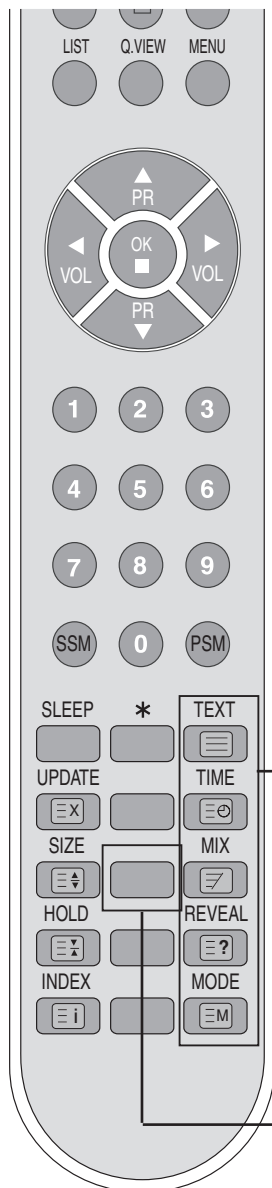 LIST Q.VIEW MENU
PR
OK
VOL VOL
PR
1 2 3
4 5 6
7 8 9
SSM 0 PSM
SLEEP * TEXT
UPDATE TIME
X
SIZE MIX
HOLD REVEAL
?
INDEX MODE
i M